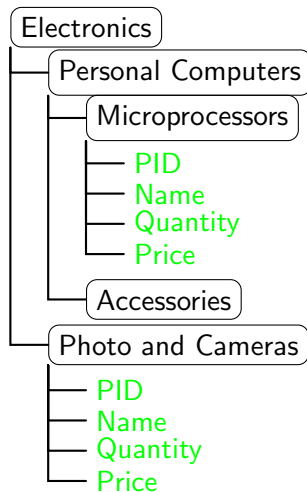 Electronics
Personal Computers
Microprocessors
PID
Name
Quantity
Price
Accessories
Photo and Cameras
PID
Name
Quantity
Price